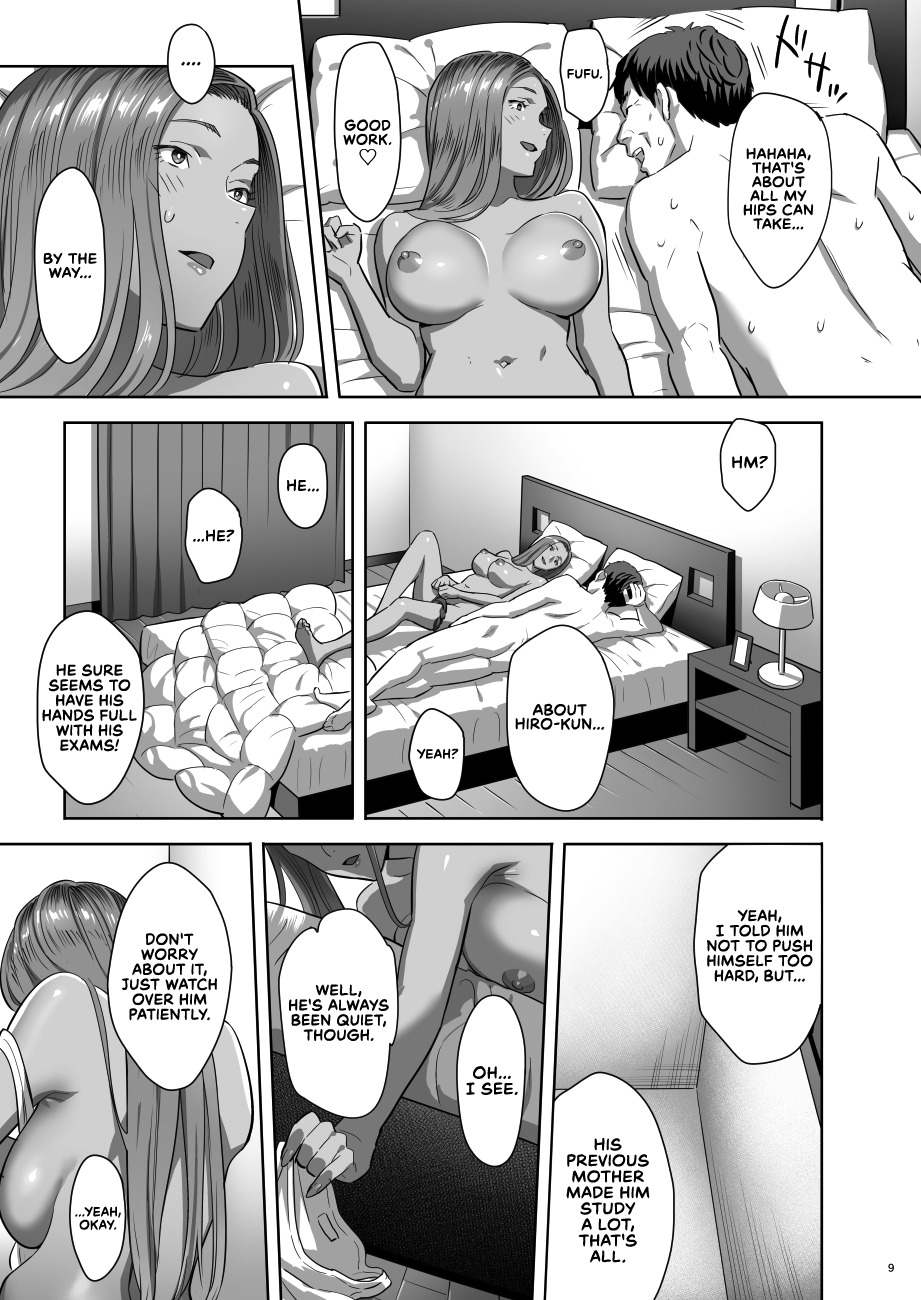 HAHAHA,
THAT'S
ABOUT
ALL MY
HIPS CAN
TAKE...
ドサッ
FUFU.
GOOD
WORK.
♡
....
BY THE
WAY...
HM?
ABOUT
HIRO-KUN...
YEAH?
HE...
...HE?
HE SURE
SEEMS TO
HAVE HIS
HANDS FULL
WITH HIS
EXAMS!
YEAH,
I TOLD HIM
NOT TO PUSH
HIMSELF TOO
HARD, BUT...
HIS
PREVIOUS
MOTHER
MADE HIM
STUDY
A LOT,
THAT'S
ALL.
OH...
I SEE.
WELL,
HE'S ALWAYS
BEEN QUIET,
THOUGH.
DON'T
WORRY
ABOUT IT,
JUST WATCH
OVER HIM
PATIENTLY.
...YEAH,
OKAY.
9